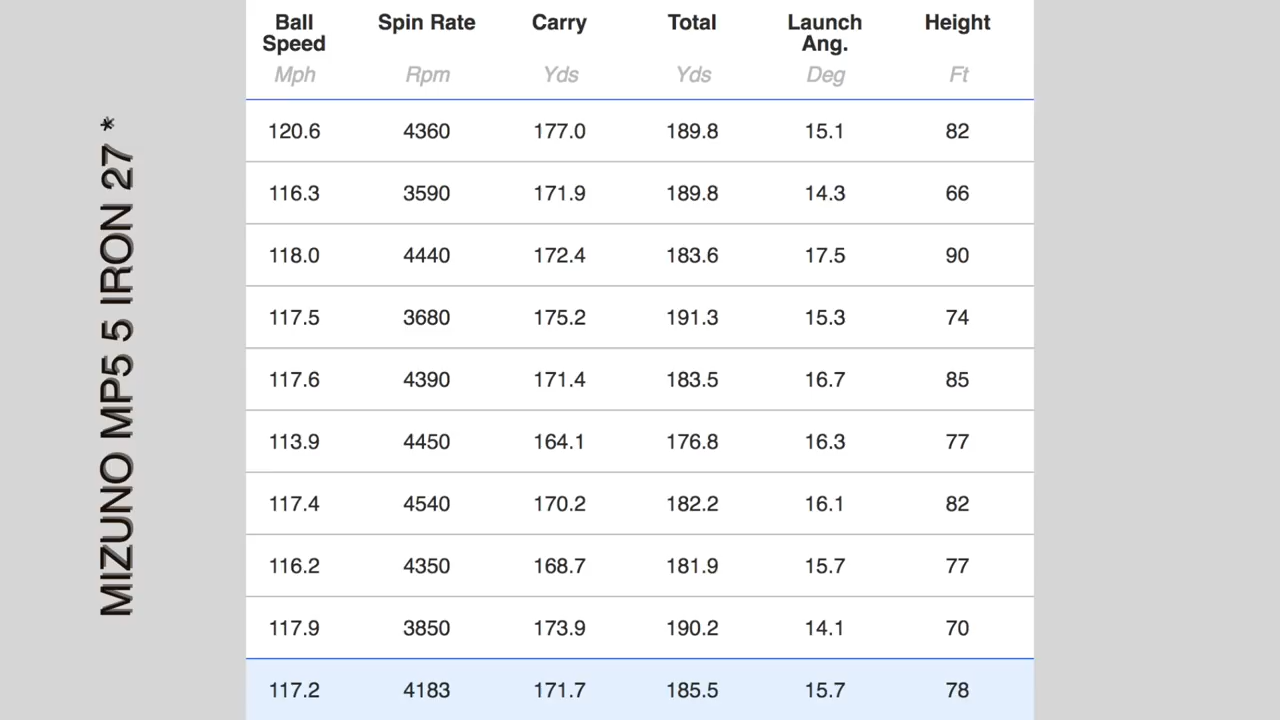 MIZUNO MP5 5 IRON 27 *
Ball Speed Spin Rate Carry Total Launch Ang. Height
Mph Rpm Yds Yds Deg Ft
120.6 4360 177.0 189.8 15.1 82
116.3 3590 171.9 189.8 14.3 66
118.0 4440 172.4 183.6 17.5 90
117.5 3680 175.2 191.3 15.3 74
117.6 4390 171.4 183.5 16.7 85
113.9 4450 164.1 176.8 16.3 77
117.4 4540 170.2 182.2 16.1 82
116.2 4350 168.7 181.9 15.7 77
117.9 3850 173.9 190.2 14.1 70
117.2 4183 171.7 185.5 15.7 78